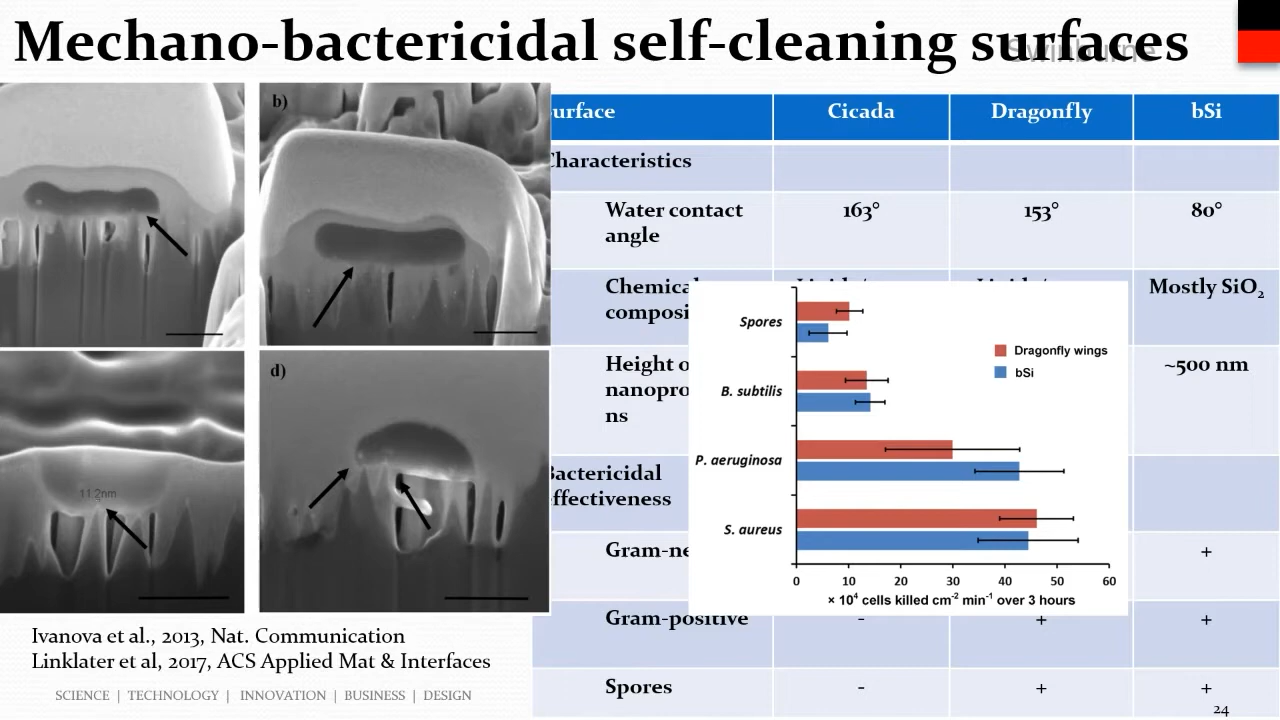 Mechano-bactericidal self-cleaning surfaces
Swinburne
b)
d)
11.2nm
urface
Cicada
Dragonfly
bSi
Characteristics
Water contact
angle
163°
153°
80°
Chemical
composi
Mostly SiO₂
Height o
nanopro
ns
~500 nm
Bactericidal
effectiveness
Gram-ne
+
Gram-positive
-
+
+
Spores
-
+
+
Spores
B. subtilis
P. aeruginosa
S. aureus
Dragonfly wings
bSi
0 10 20 30 40 50 60
× 10⁴ cells killed cm⁻² min⁻¹ over 3 hours
Ivanova et al., 2013, Nat. Communication
Linklater et al, 2017, ACS Applied Mat & Interfaces
SCIENCE | TECHNOLOGY | INNOVATION | BUSINESS | DESIGN
24